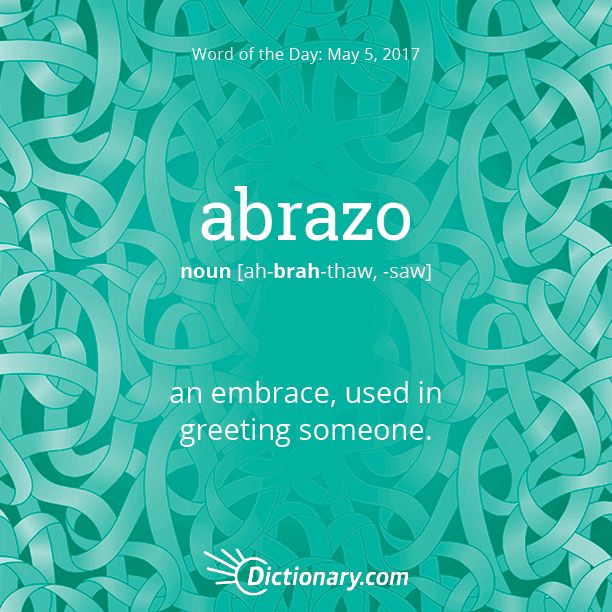 Word of the Day: May 5, 2017
abrazo
noun [ah-brah-thaw, -saw]
an embrace, used in
greeting someone.
Dictionary.com